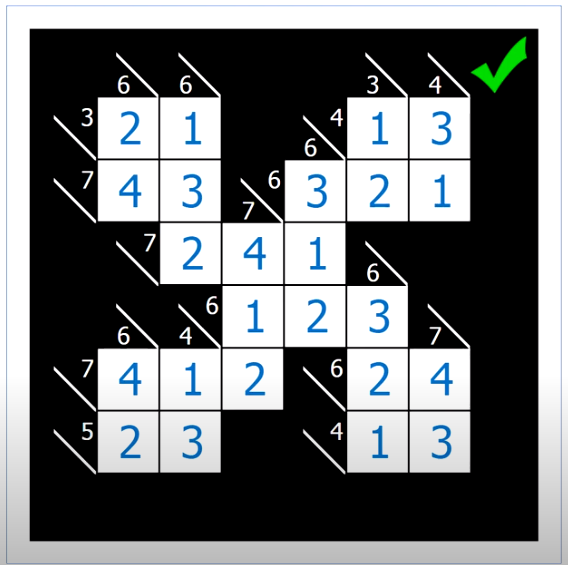 6 6 3 4
3 2 1 4 1 3
6
7 4 3 6 3 2 1
7
7 2 4 1
6
6 1 2 3
6 4 7
7 4 1 2 6 2 4
5 2 3 4 1 3